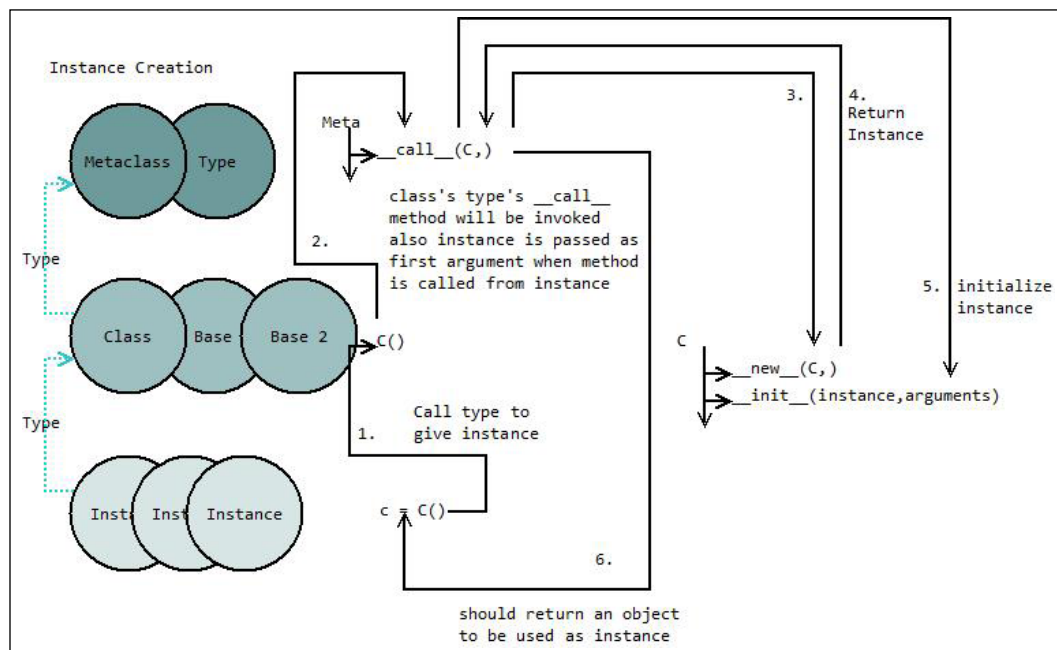 Instance Creation
Metaclass
Type
Type
Class
Base
Base 2
Type
Inst
Inst
Instance
Meta
__call__(C,)
class's type's __call__
method will be invoked
also instance is passed as
first argument when method
is called from instance
2.
C()
1.
Call type to
give instance
c = C()
6.
should return an object
to be used as instance
3.
4.
Return
Instance
5. initialize
instance
C
__new__(C,)
__init__(instance,arguments)